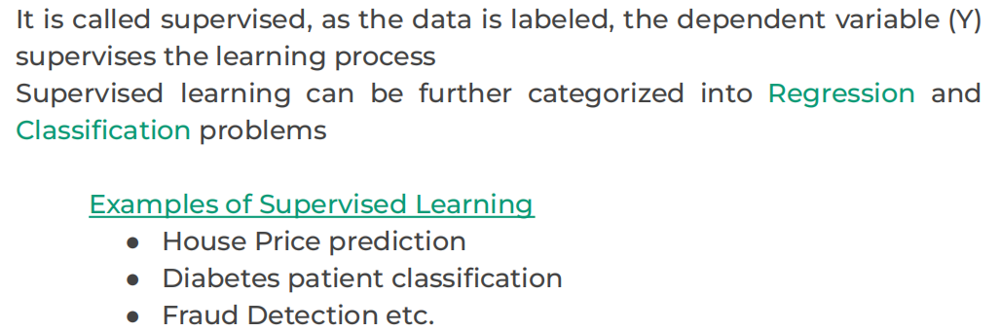 It is called supervised, as the data is labeled, the dependent variable (Y)
supervises the learning process
Supervised learning can be further categorized into Regression and
Classification problems
Examples of Supervised Learning
● House Price prediction
● Diabetes patient classification
● Fraud Detection etc.